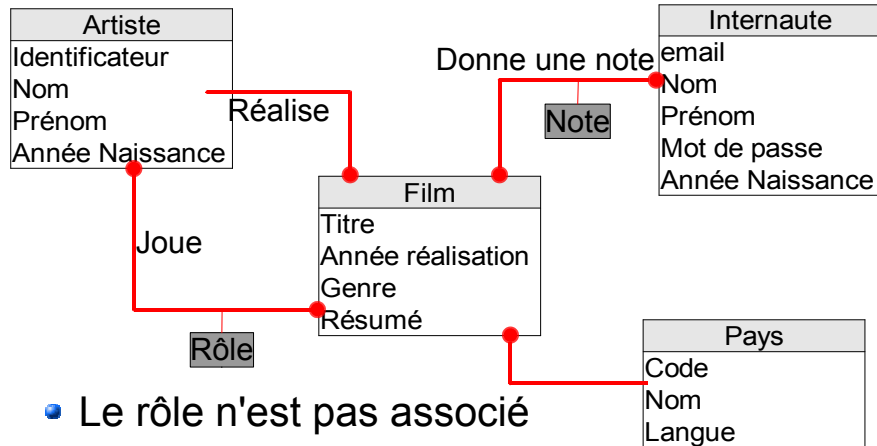 Artiste
Identificateur
Nom
Prénom
Année Naissance
Réalise
Joue
Rôle
Donne une note
Note
Internaute
email
Nom
Prénom
Mot de passe
Année Naissance
Film
Titre
Année réalisation
Genre
Résumé
Pays
Code
Nom
Langue
Le rôle n'est pas associé